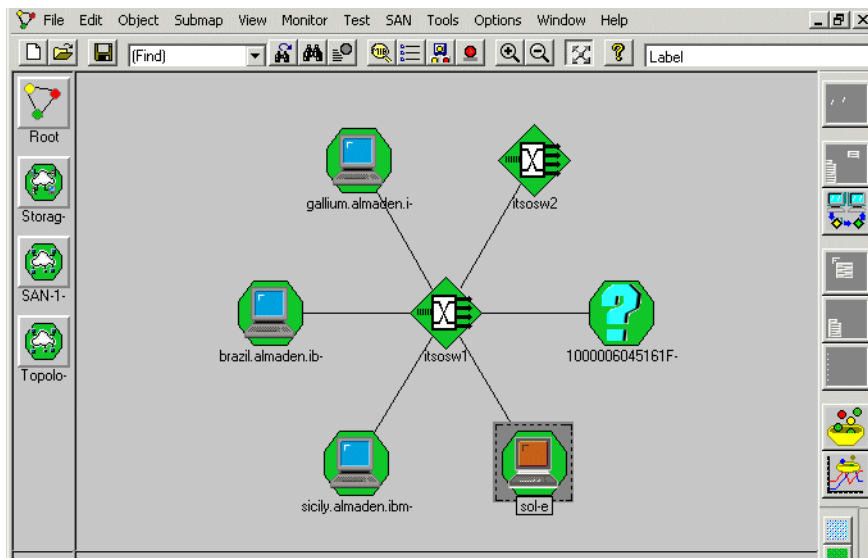 File Edit Object Submap View Monitor Test SAN Tools Options Window Help
(Find)
Label
Root
Storag-
SAN-1-
Topolo-
gallium.almaden.i-
itsosw2
brazil.almaden.ib-
itsosw1
1000006045161F-
sicily.almaden.ibm-
sol-e